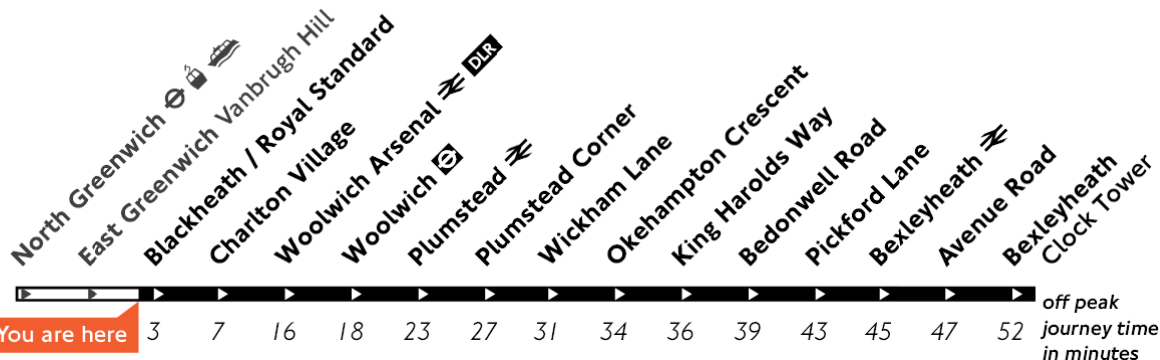 North Greenwich
East Greenwich Vanbrugh Hill
Blackheath / Royal Standard
Charlton Village
Woolwich Arsenal DLR
Woolwich
Plumstead
Plumstead Corner
Wickham Lane
Okehampton Crescent
King Harolds Way
Bedonwell Road
Pickford Lane
Bexleyheath
Avenue Road
Bexleyheath
Clock Tower
You are here
3 7 16 18 23 27 31 34 36 39 43 45 47 52
off peak
journey time
in minutes